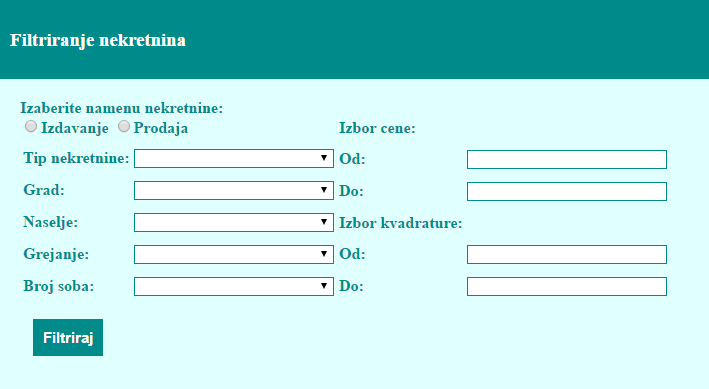 Filtriranje nekretnina
Izaberite namenu nekretnine:
Izdavanje Prodaja Izbor cene:
Tip nekretnine: Od:
Grad: Do:
Naselje: Izbor kvadrature:
Grejanje: Od:
Broj soba: Do:
Filtriraj